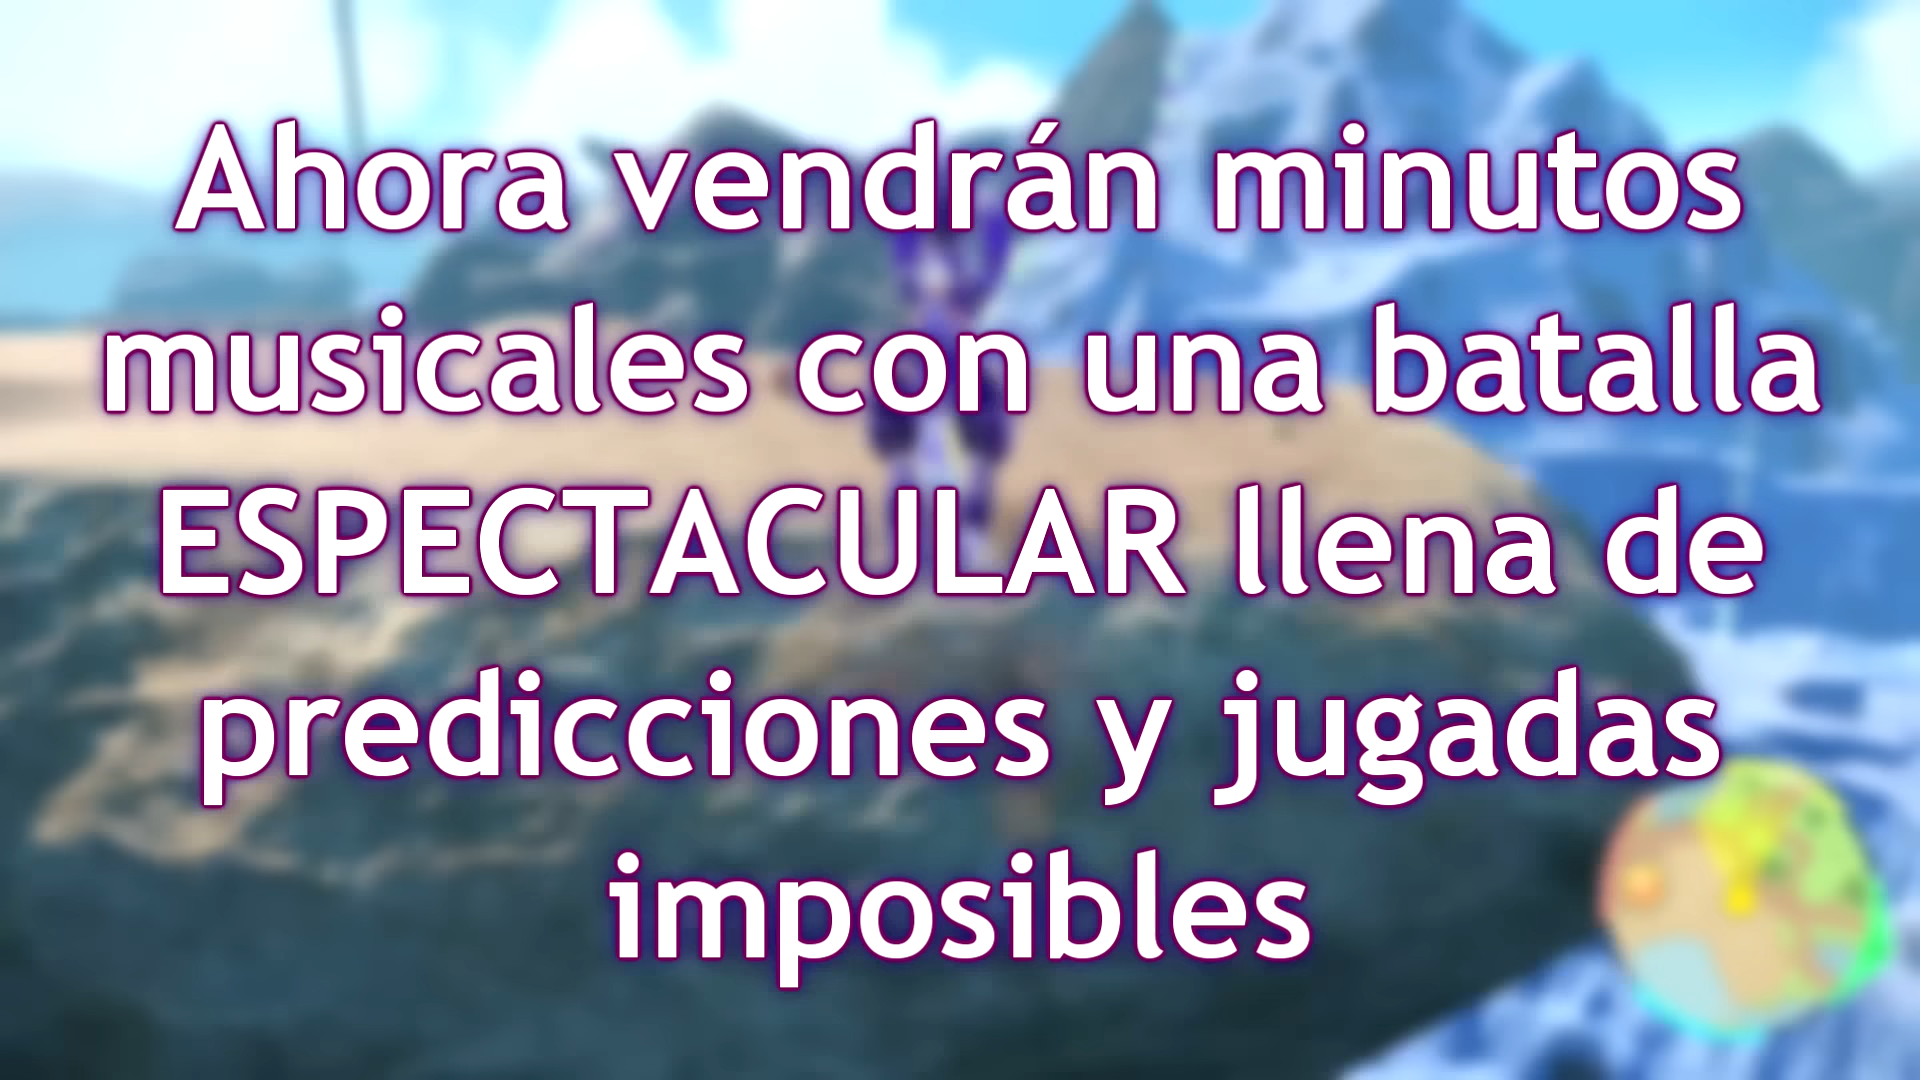 Ahora vendrán minutos
musicales con una batalla
ESPECTACULAR llena de
predicciones y jugadas
imposibles